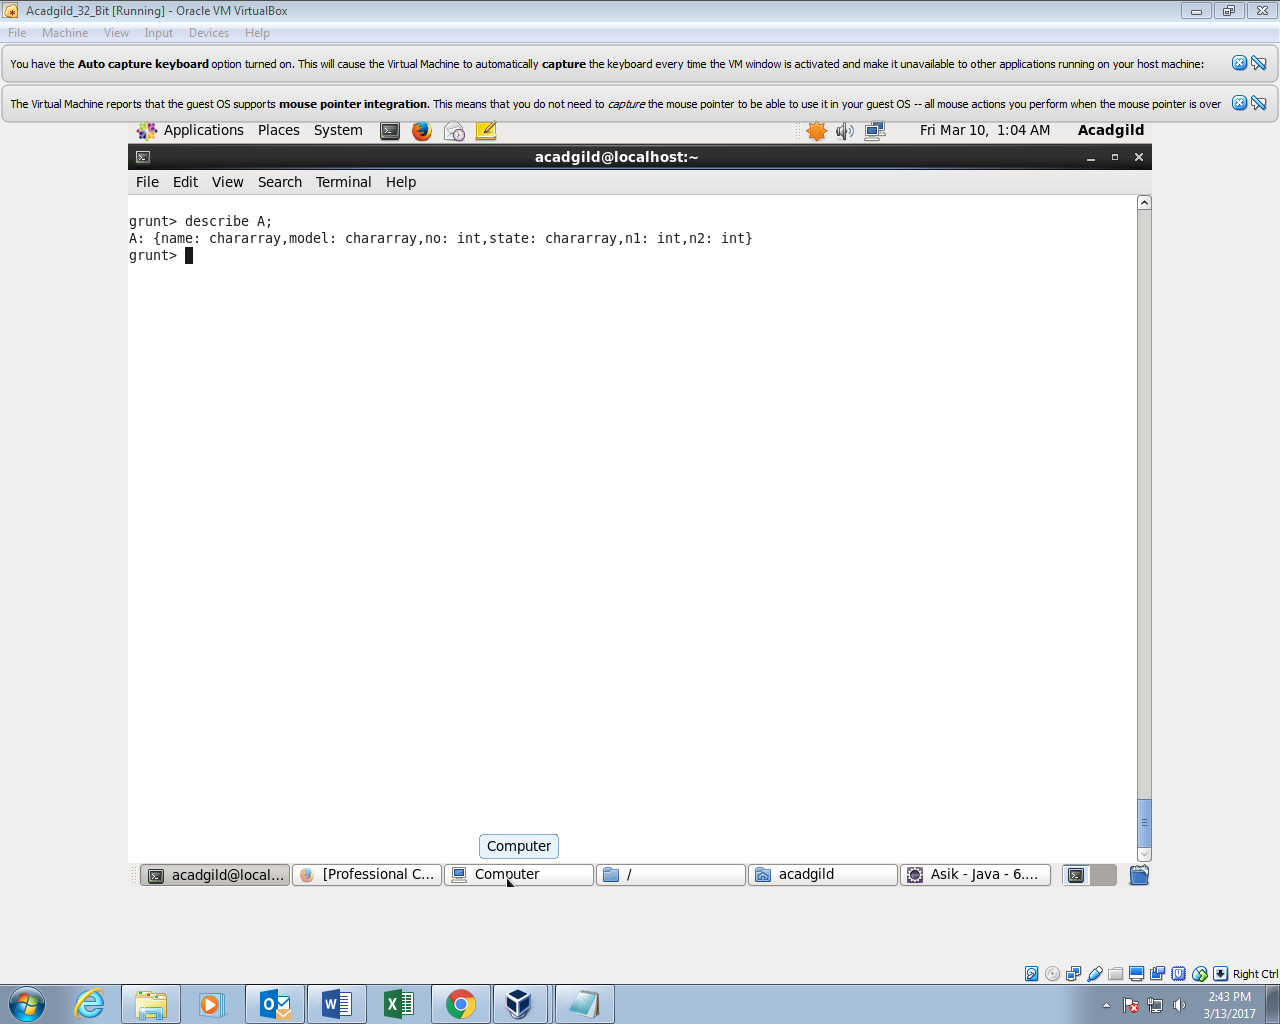 Acadgild_32_Bit [Running] - Oracle VM VirtualBox
File Machine View Input Devices Help
You have the Auto capture keyboard option turned on. This will cause the Virtual Machine to automatically capture the keyboard every time the VM window is activated and make it unavailable to other applications running on your host machine:
The Virtual Machine reports that the guest OS supports mouse pointer integration. This means that you do not need to capture the mouse pointer to be able to use it in your guest OS -- all mouse actions you perform when the mouse pointer is over
Applications Places System Fri Mar 10, 1:04 AM Acadgild
acadgild@localhost:~
File Edit View Search Terminal Help
grunt> describe A;
A: {name: chararray,model: chararray,no: int,state: chararray,n1: int,n2: int}
grunt>
Computer
acadgild@local... [Professional C... Computer / acadgild Asik - Java - 6....
Right Ctrl
2:43 PM
3/13/2017